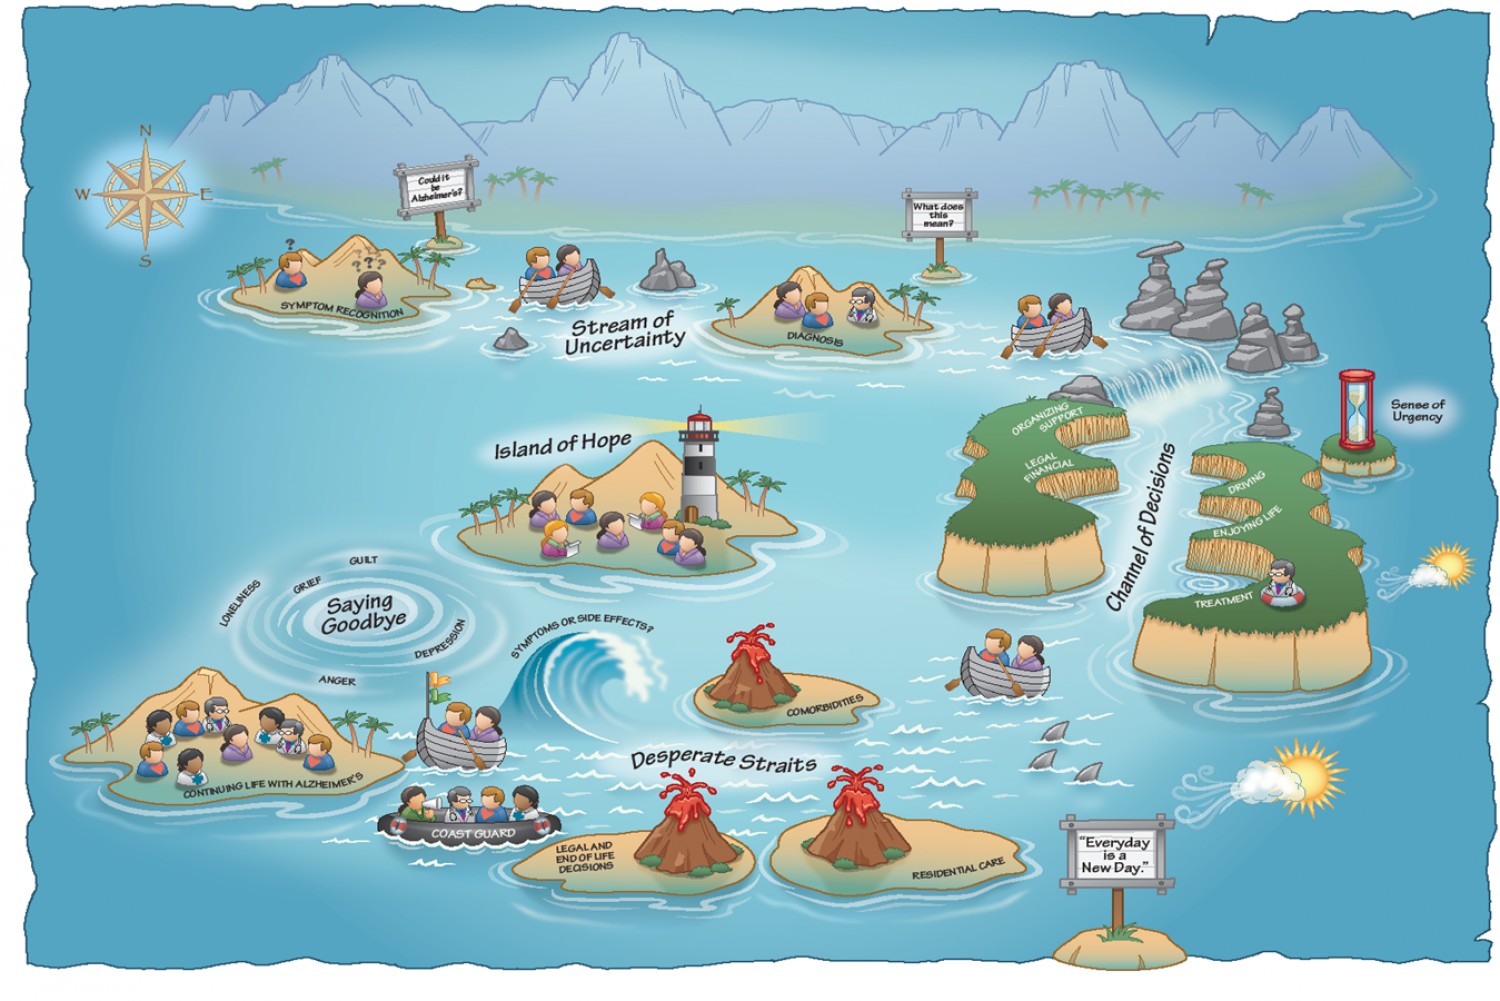 N
W
E
S
Could it
be
Alzheimer's?
What does
this
mean?
?
? ? ?
? ? ?
SYMPTOM RECOGNITION
Stream of
Uncertainty
DIAGNOSIS
Sense of
Urgency
ORGANIZING
SUPPORT
LEGAL
FINANCIAL
Channel of Decisions
DRIVING
ENJOYING LIFE
TREATMENT
Island of Hope
GUILT
GRIEF
LONELINESS
Saying
Goodbye
DEPRESSION
ANGER
SYMPTOMS OR SIDE EFFECTS?
COMORBIDITIES
Desperate Straits
CONTINUING LIFE WITH ALZHEIMER'S
COAST GUARD
LEGAL AND
END OF LIFE
DECISIONS
RESIDENTIAL CARE
"Everyday
is a
New Day."